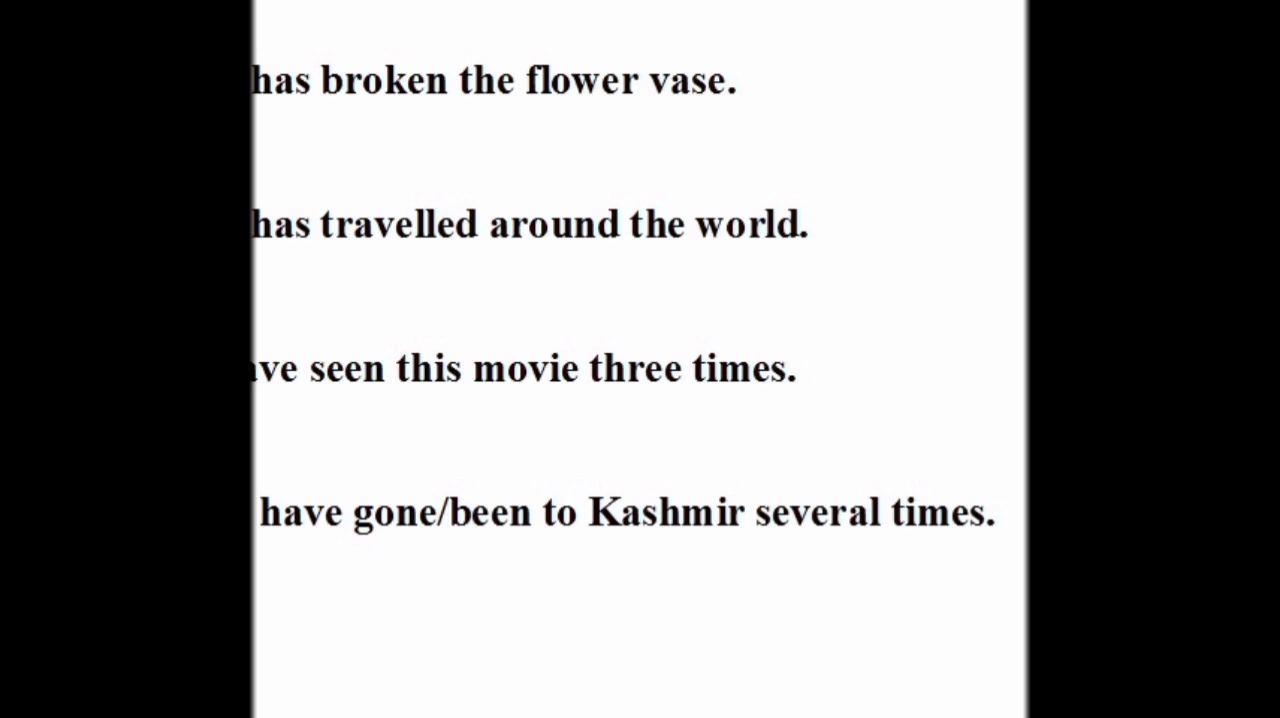 has broken the flower vase.
has travelled around the world.
seen this movie three times.
have gone/been to Kashmir several times.